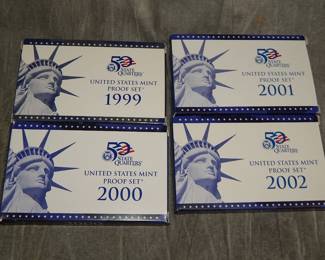 50
STATE
QUARTERS
UNITED STATES MINT
PROOF SET®
1999
50
STATE
QUARTERS
UNITED STATES MINT
PROOF SET®
2001
50
STATE
QUARTERS
UNITED STATES MINT
PROOF SET®
2000
50
STATE
QUARTERS
UNITED STATES MINT
PROOF SET®
2002